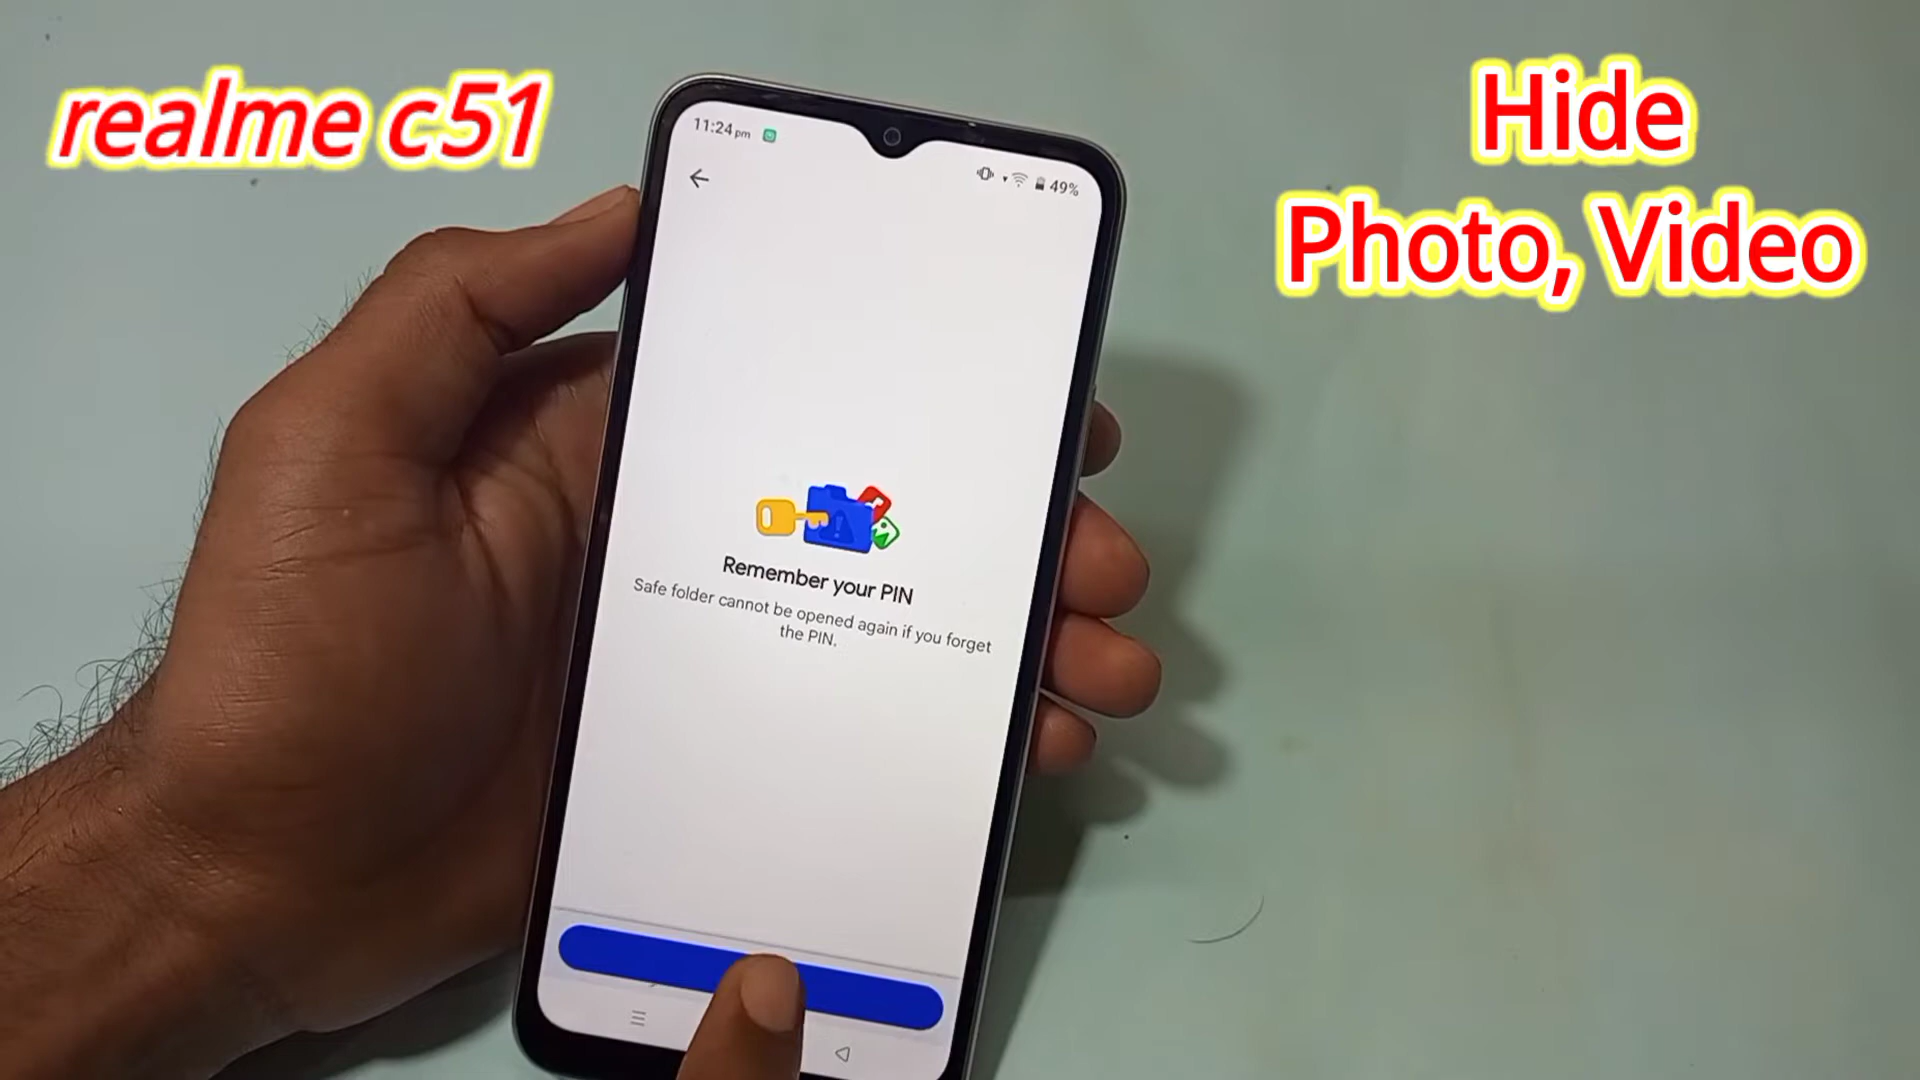 realme c51
Hide
Photo, Video
11:24 pm
49%
Remember your PIN
Safe folder cannot be opened again if you forget
the PIN.